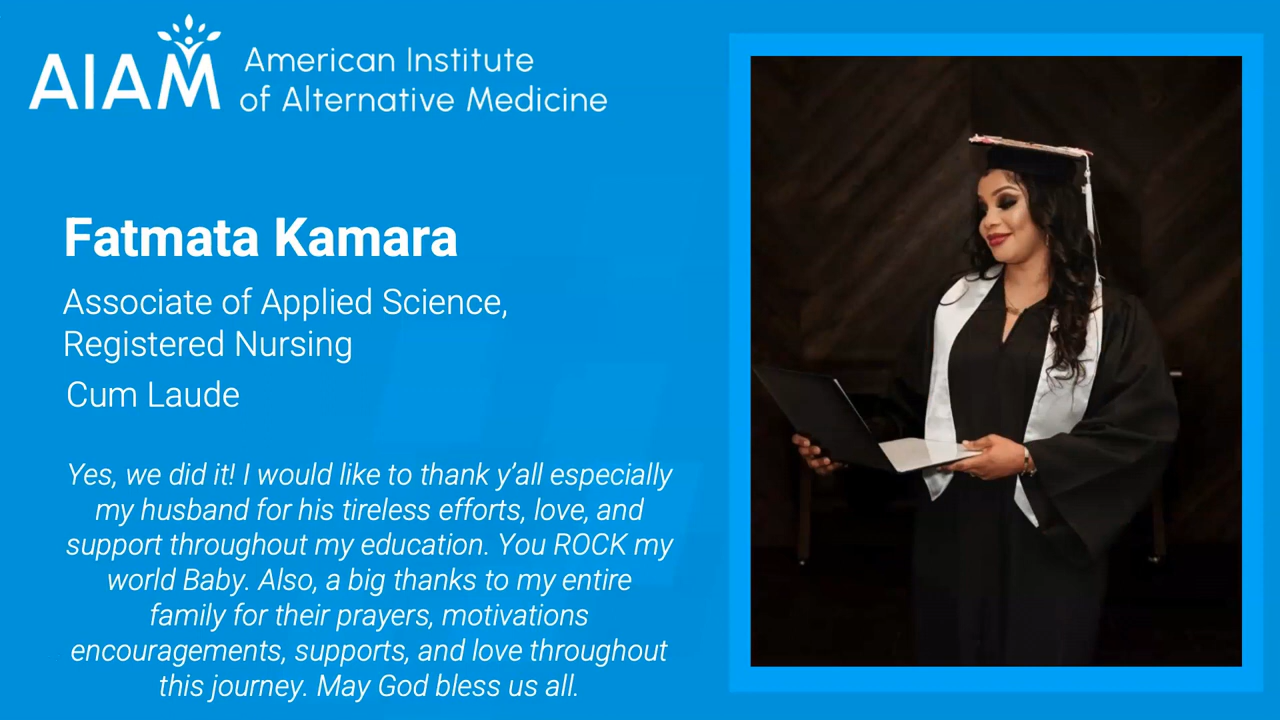 AIAM
American Institute
of Alternative Medicine
Fatmata Kamara
Associate of Applied Science,
Registered Nursing
Cum Laude
Yes, we did it! I would like to thank y’all especially
my husband for his tireless efforts, love, and
support throughout my education. You ROCK my
world Baby. Also, a big thanks to my entire
family for their prayers, motivations
encouragements, supports, and love throughout
this journey. May God bless us all.